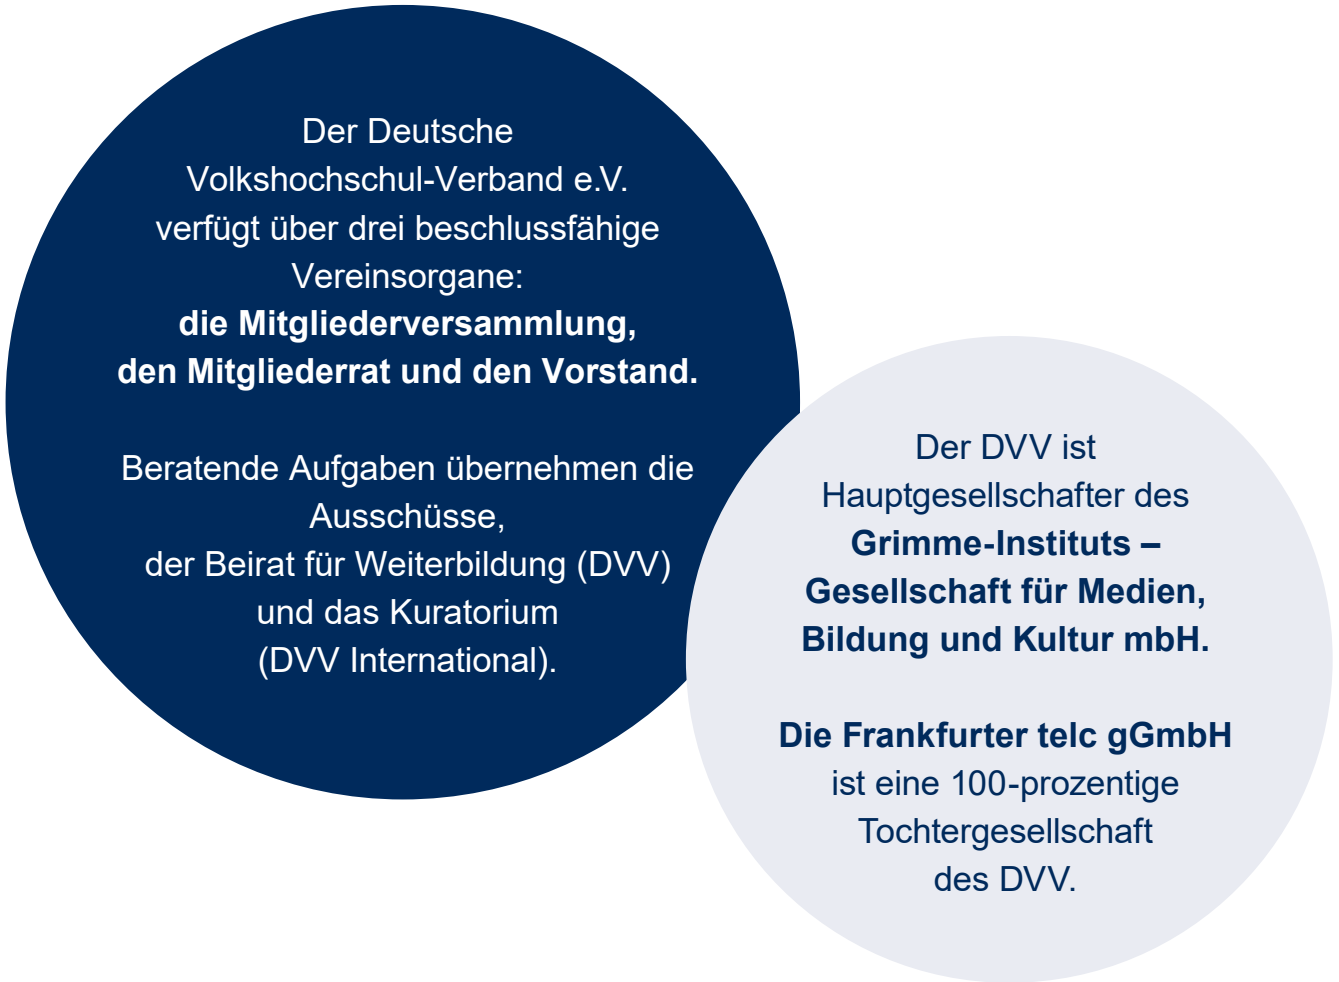 Der Deutsche
Volkshochschul-Verband e.V.
verfügt über drei beschlussfähige
Vereinsorgane:
die Mitgliederversammlung,
den Mitgliederrat und den Vorstand.
Beratende Aufgaben übernehmen die
Ausschüsse,
der Beirat für Weiterbildung (DVV)
und das Kuratorium
(DVV International).
Der DVV ist
Hauptgesellschafter des
Grimme-Instituts –
Gesellschaft für Medien,
Bildung und Kultur mbH.
Die Frankfurter telc gGmbH
ist eine 100-prozentige
Tochtergesellschaft
des DVV.